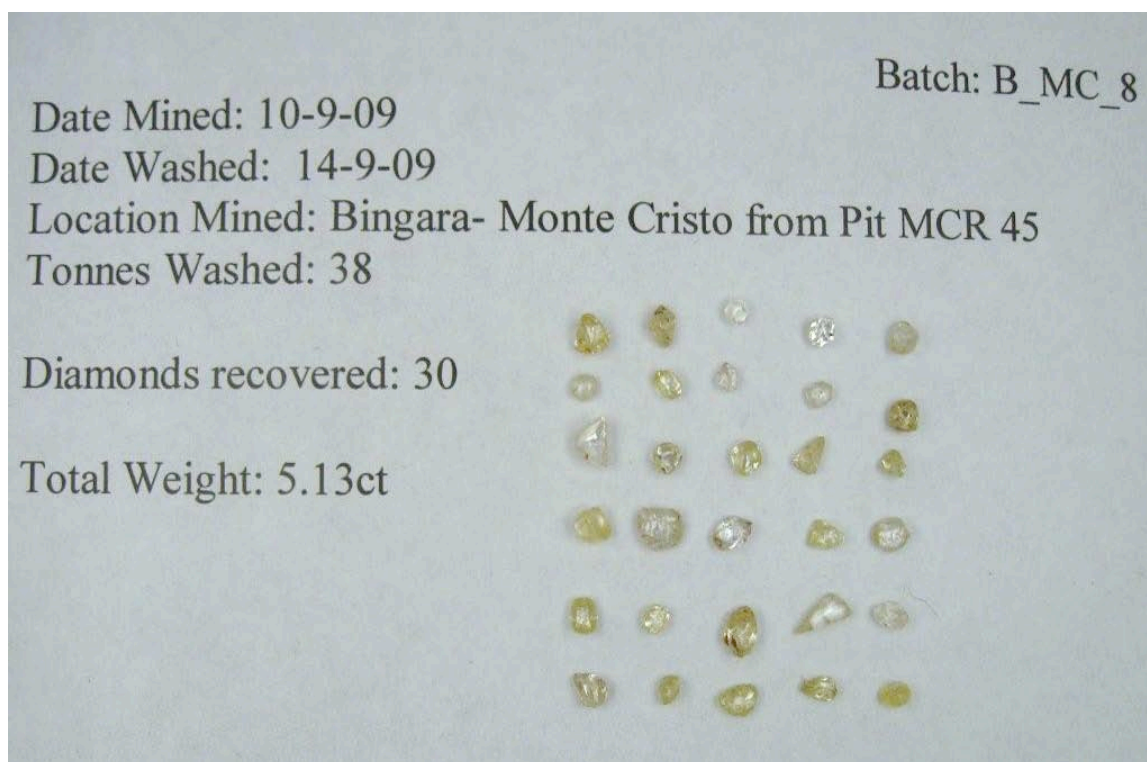 Batch: B_MC_8
Date Mined: 10-9-09
Date Washed: 14-9-09
Location Mined: Bingara- Monte Cristo from Pit MCR 45
Tonnes Washed: 38
Diamonds recovered: 30
Total Weight: 5.13ct